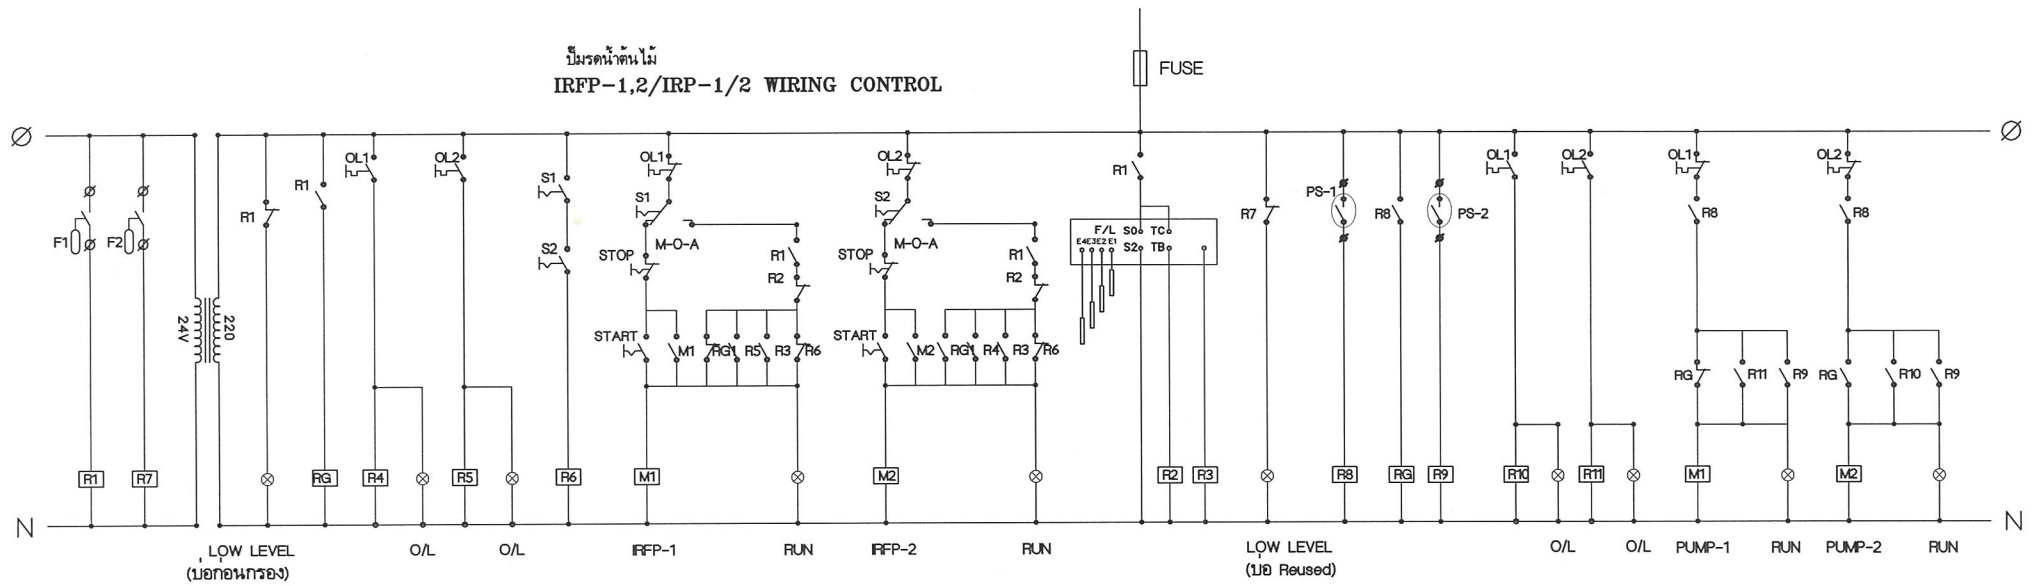 ปั๊มรดน้ำต้นไม้
IRFP-1,2/IRP-1/2 WIRING CONTROL
FUSE
Ø
Ø
OL1
OL2
OL1
OL2
OL1
OL2
OL1
OL2
R1
S1
R1
R1
S1
S2
PS-1
F1
F2
R1
R7
R8
PS-2
R8
R8
F/L S0 TC
E4 E3 E2 E1 S2 TB
M-O-A
M-O-A
S2
STOP
R1
STOP
R1
R2
R2
220
24V
START
M1
RG1
R5
R3
R6
START
M2
RG1
R4
R3
R6
RG
R11
R9
RG
R10
R9
R1
R7
RG
R4
R5
R6
M1
M2
R2
R3
R8
RG
R9
R10
R11
M1
M2
N
N
LOW LEVEL
(บ่อก่อนกรอง)
O/L
O/L
IRFP-1
RUN
IRFP-2
RUN
LOW LEVEL
(บ่อ Reused)
O/L
O/L
PUMP-1
RUN
PUMP-2
RUN